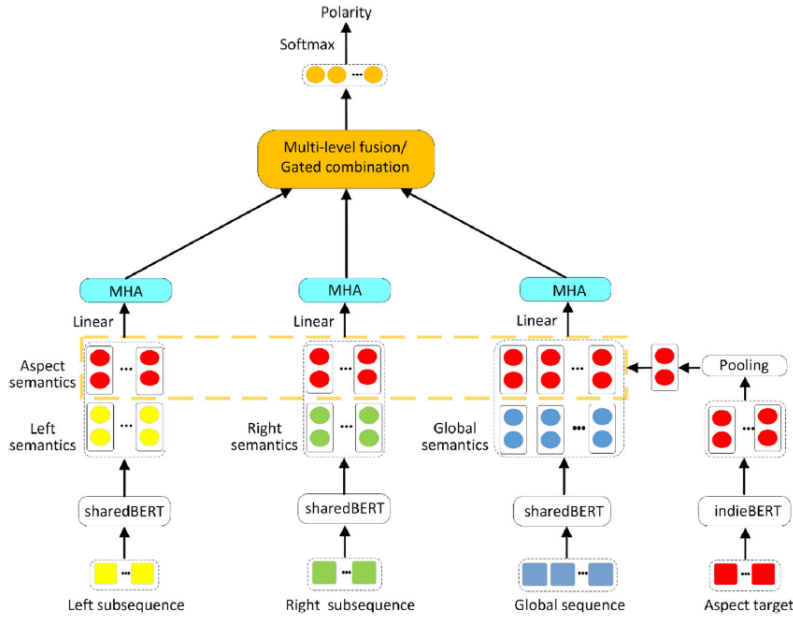 Polarity
Softmax
Multi-level fusion/
Gated combination
MHA
MHA
MHA
Linear
Linear
Linear
Aspect
semantics
Pooling
Left
semantics
Right
semantics
Global
semantics
sharedBERT
sharedBERT
sharedBERT
indieBERT
Left subsequence
Right subsequence
Global sequence
Aspect target